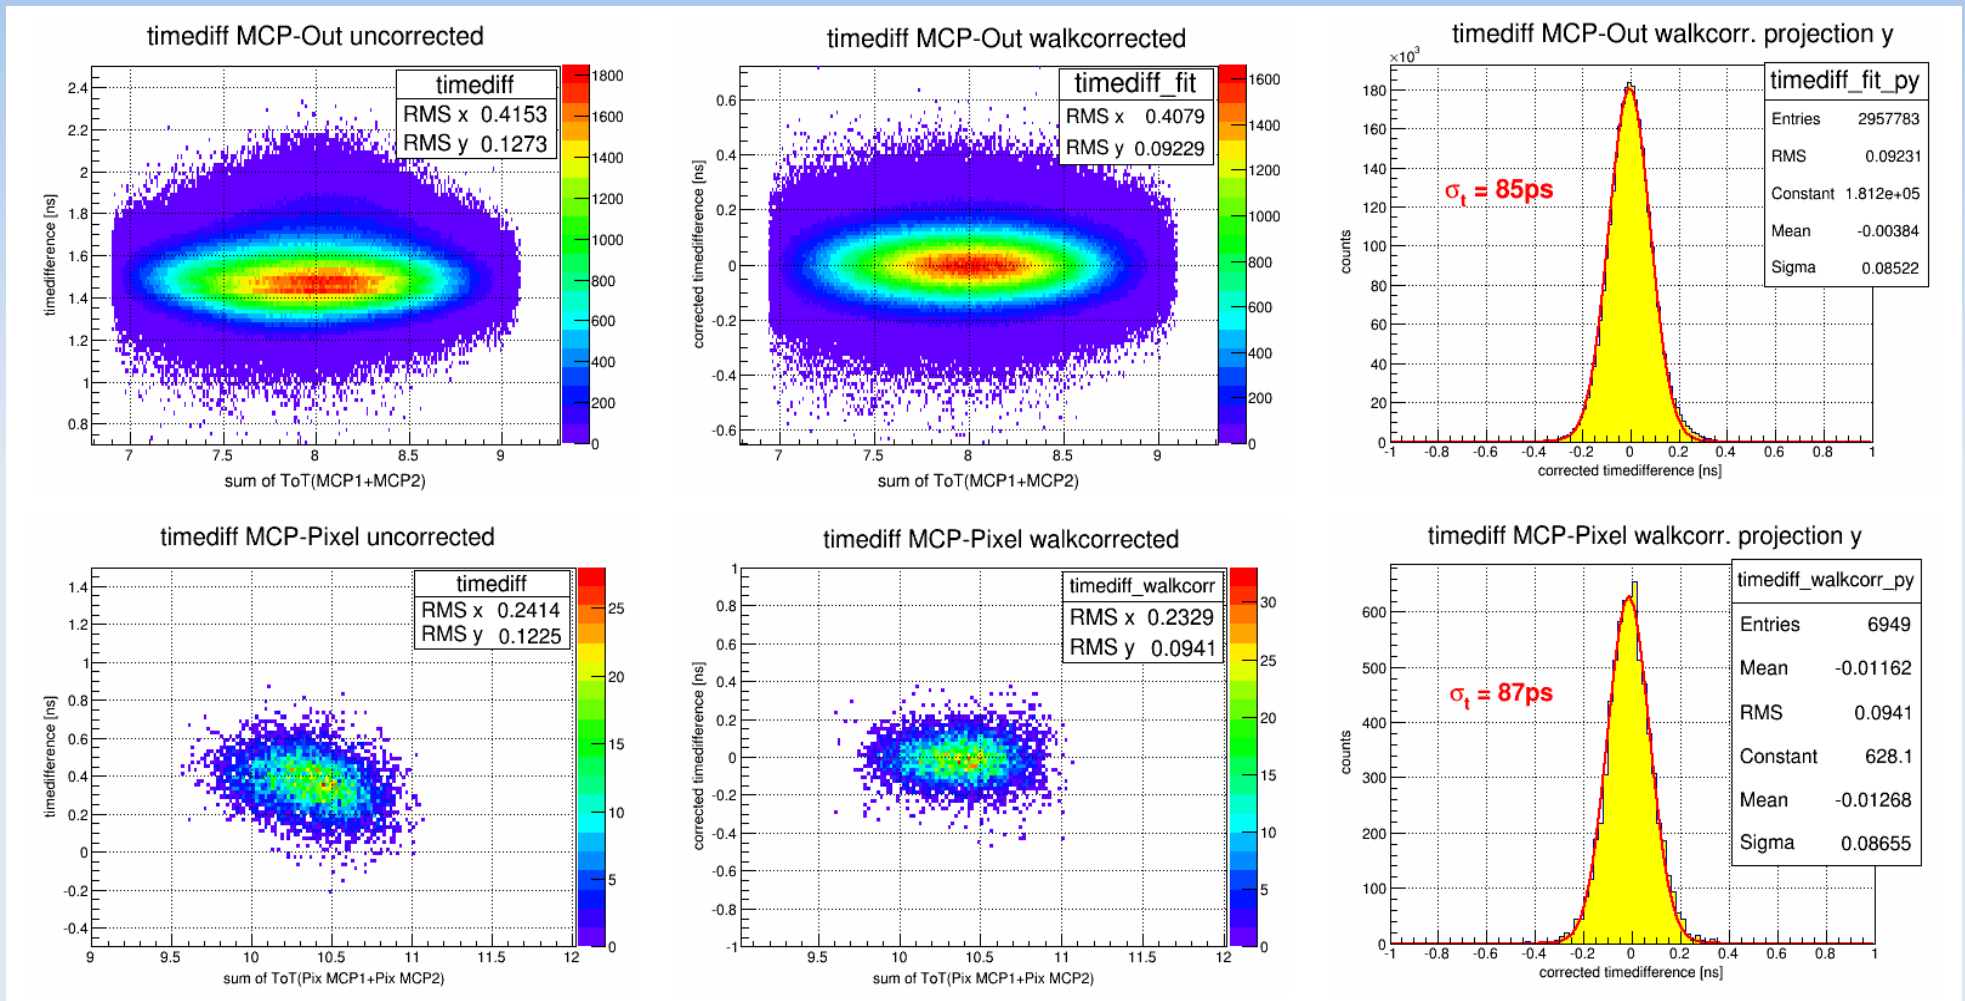 timediff MCP-Out uncorrected
timediff
RMS x 0.4153
RMS y 0.1273
timedifference [ns]
2.4
2.2
2
1.8
1.6
1.4
1.2
1
0.8
7
7.5
8
8.5
9
sum of ToT(MCP1+MCP2)
1800
1600
1400
1200
1000
800
600
400
200
0
timediff MCP-Out walkcorrected
timediff_fit
RMS x 0.4079
RMS y 0.09229
corrected timedifference [ns]
0.6
0.4
0.2
0
-0.2
-0.4
-0.6
7
7.5
8
8.5
9
sum of ToT(MCP1+MCP2)
1600
1400
1200
1000
800
600
400
200
0
timediff MCP-Out walkcorr. projection y
×10³
timediff_fit_py
Entries 2957783
RMS 0.09231
Constant 1.812e+05
Mean -0.00384
Sigma 0.08522
σt = 85ps
counts
180
160
140
120
100
80
60
40
20
0
-1
-0.8
-0.6
-0.4
-0.2
0
0.2
0.4
0.6
0.8
1
corrected timedifference [ns]
timediff MCP-Pixel uncorrected
timediff
RMS x 0.2414
RMS y 0.1225
timedifference [ns]
1.4
1.2
1
0.8
0.6
0.4
0.2
0
-0.2
-0.4
9
9.5
10
10.5
11
11.5
12
sum of ToT(Pix MCP1+Pix MCP2)
25
20
15
10
5
0
timediff MCP-Pixel walkcorrected
timediff_walkcorr
RMS x 0.2329
RMS y 0.0941
corrected timedifference [ns]
1
0.8
0.6
0.4
0.2
0
-0.2
-0.4
-0.6
-0.8
-1
9.5
10
10.5
11
11.5
12
sum of ToT(Pix MCP1+Pix MCP2)
30
25
20
15
10
5
0
timediff MCP-Pixel walkcorr. projection y
timediff_walkcorr_py
Entries 6949
Mean -0.01162
RMS 0.0941
Constant 628.1
Mean -0.01268
Sigma 0.08655
σt = 87ps
counts
600
500
400
300
200
100
0
-1
-0.8
-0.6
-0.4
-0.2
0
0.2
0.4
0.6
0.8
1
corrected timedifference [ns]